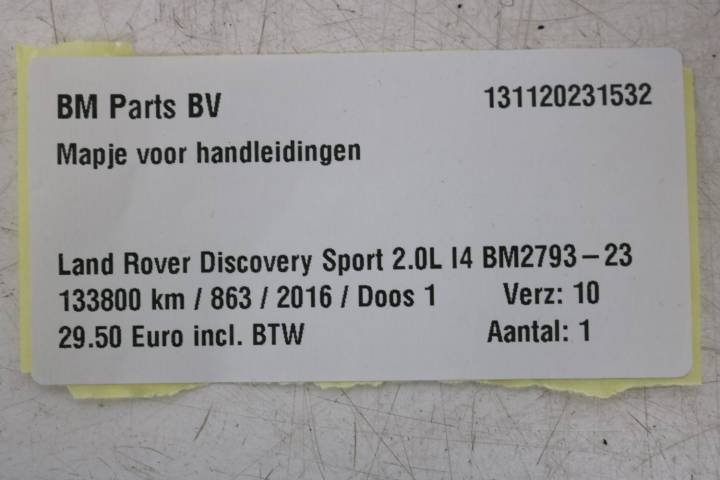 BM Parts BV 131120231532
Mapje voor handleidingen
Land Rover Discovery Sport 2.0L I4 BM2793-23
133800 km / 863 / 2016 / Doos 1 Verz: 10
29.50 Euro incl. BTW Aantal: 1